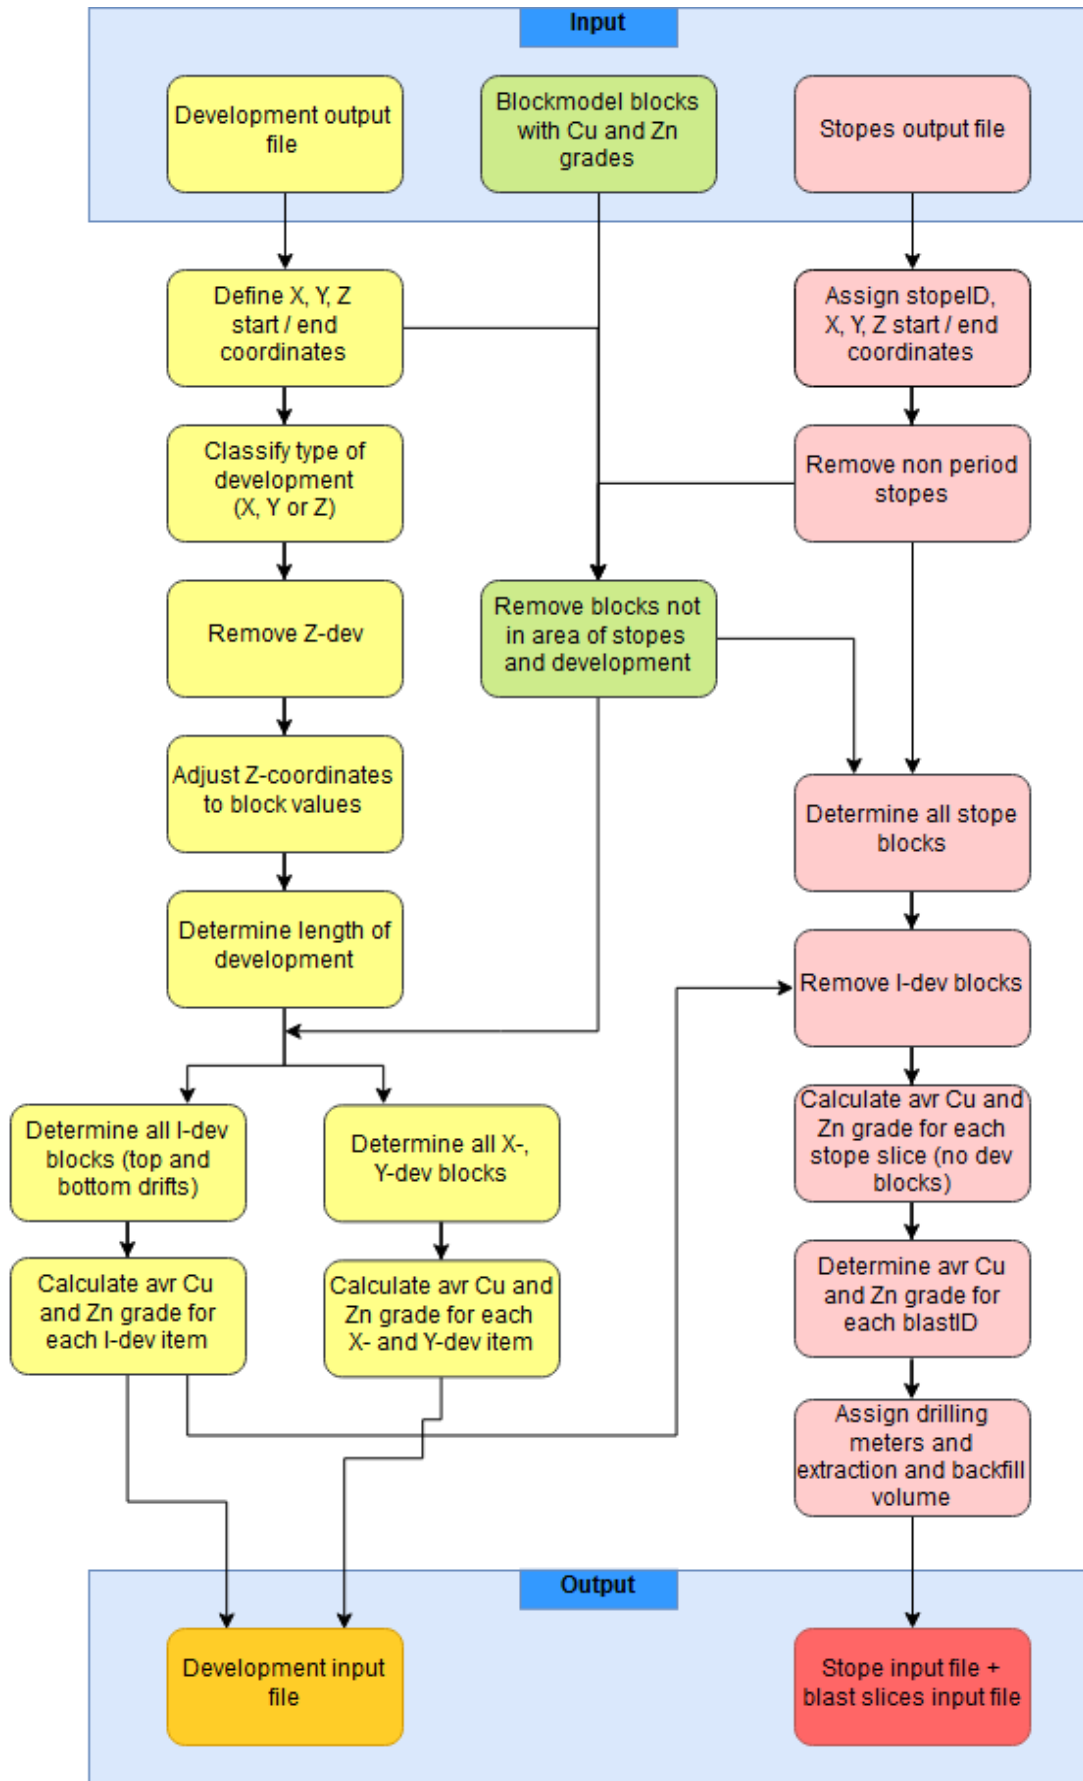 Input
Development output
file
Blockmodel blocks
with Cu and Zn
grades
Stopes output file
Define X, Y, Z
start / end
coordinates
Assign stopeID,
X, Y, Z start / end
coordinates
Classify type of
development
(X, Y or Z)
Remove non period
stopes
Remove Z-dev
Remove blocks not
in area of stopes
and development
Adjust Z-coordinates
to block values
Determine all stope
blocks
Determine length of
development
Remove I-dev blocks
Determine all I-dev
blocks (top and
bottom drifts)
Determine all X-,
Y-dev blocks
Calculate avr Cu and
Zn grade for each
stope slice (no dev
blocks)
Calculate avr Cu
and Zn grade for
each I-dev item
Calculate avr Cu and
Zn grade for each
X- and Y-dev item
Determine avr Cu
and Zn grade for
each blastID
Assign drilling
meters and
extraction and backfill
volume
Output
Development input
file
Stope input file +
blast slices input file